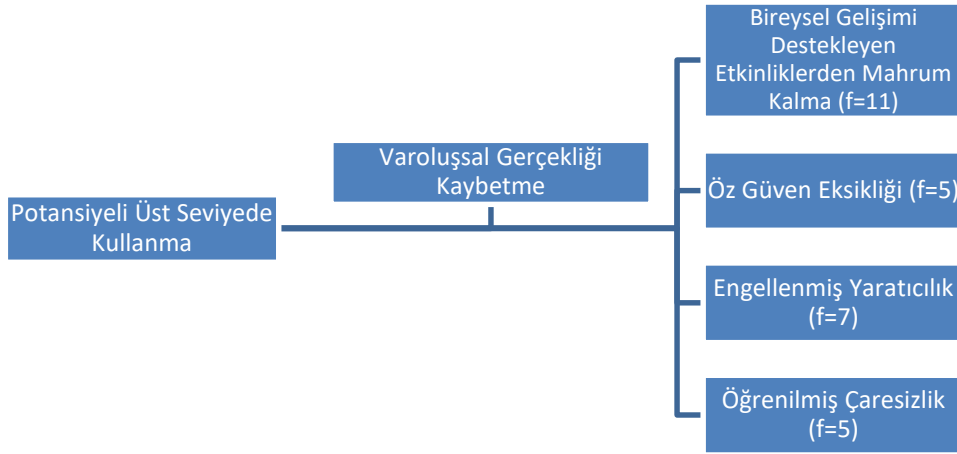 Potansiyeli Üst Seviyede
Kullanma
Varoluşsal Gerçekliği
Kaybetme
Bireysel Gelişimi
Destekleyen
Etkinliklerden Mahrum
Kalma (f=11)
Öz Güven Eksikliği (f=5)
Engellenmiş Yaratıcılık
(f=7)
Öğrenilmiş Çaresizlik
(f=5)